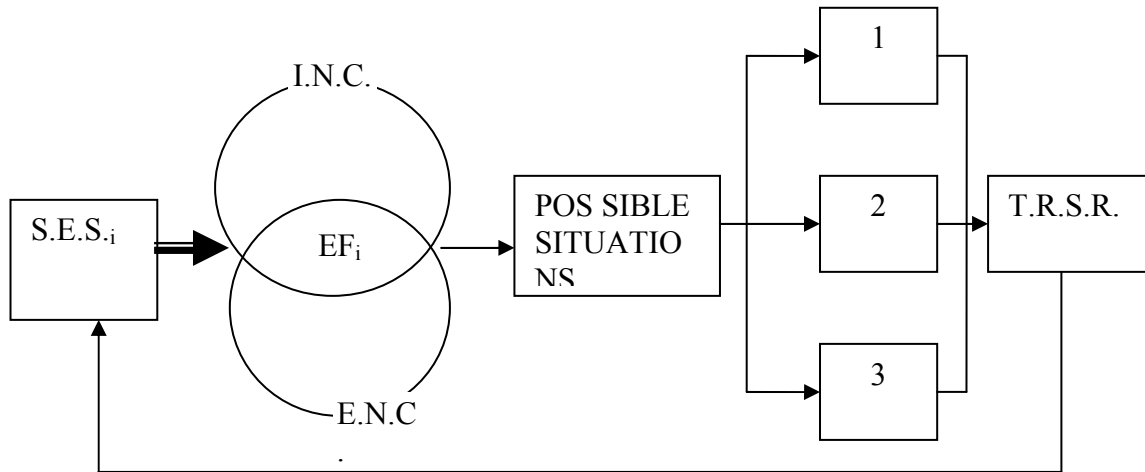 I.N.C.
S.E.S.i
EFi
E.N.C
.
POS SIBLE
SITUATIO
NS
1
2
3
T.R.S.R.